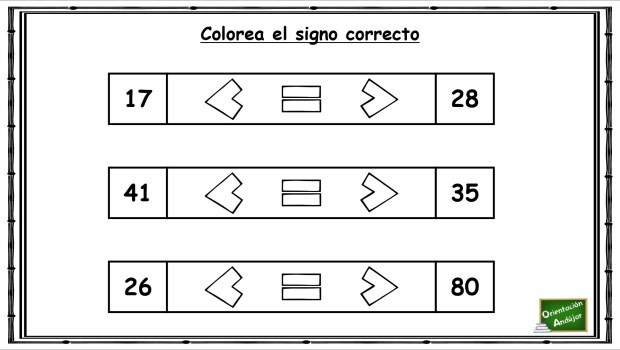 Colorea el signo correcto
17 < = > 28
41 < = > 35
26 < = > 80
Orientación
Andújar